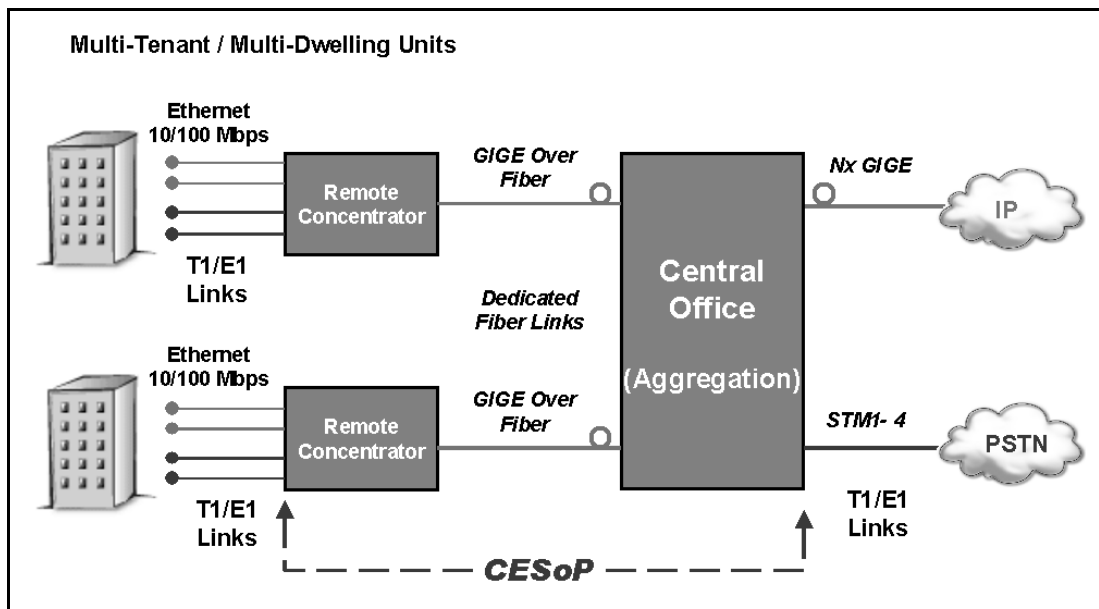 Multi-Tenant / Multi-Dwelling Units
Ethernet
10/100 Mbps
Remote
Concentrator
T1/E1
Links
GIGE Over
Fiber
Dedicated
Fiber Links
Ethernet
10/100 Mbps
Remote
Concentrator
T1/E1
Links
GIGE Over
Fiber
Central
Office
(Aggregation)
Nx GIGE
IP
STM1- 4
PSTN
T1/E1
Links
CESoP